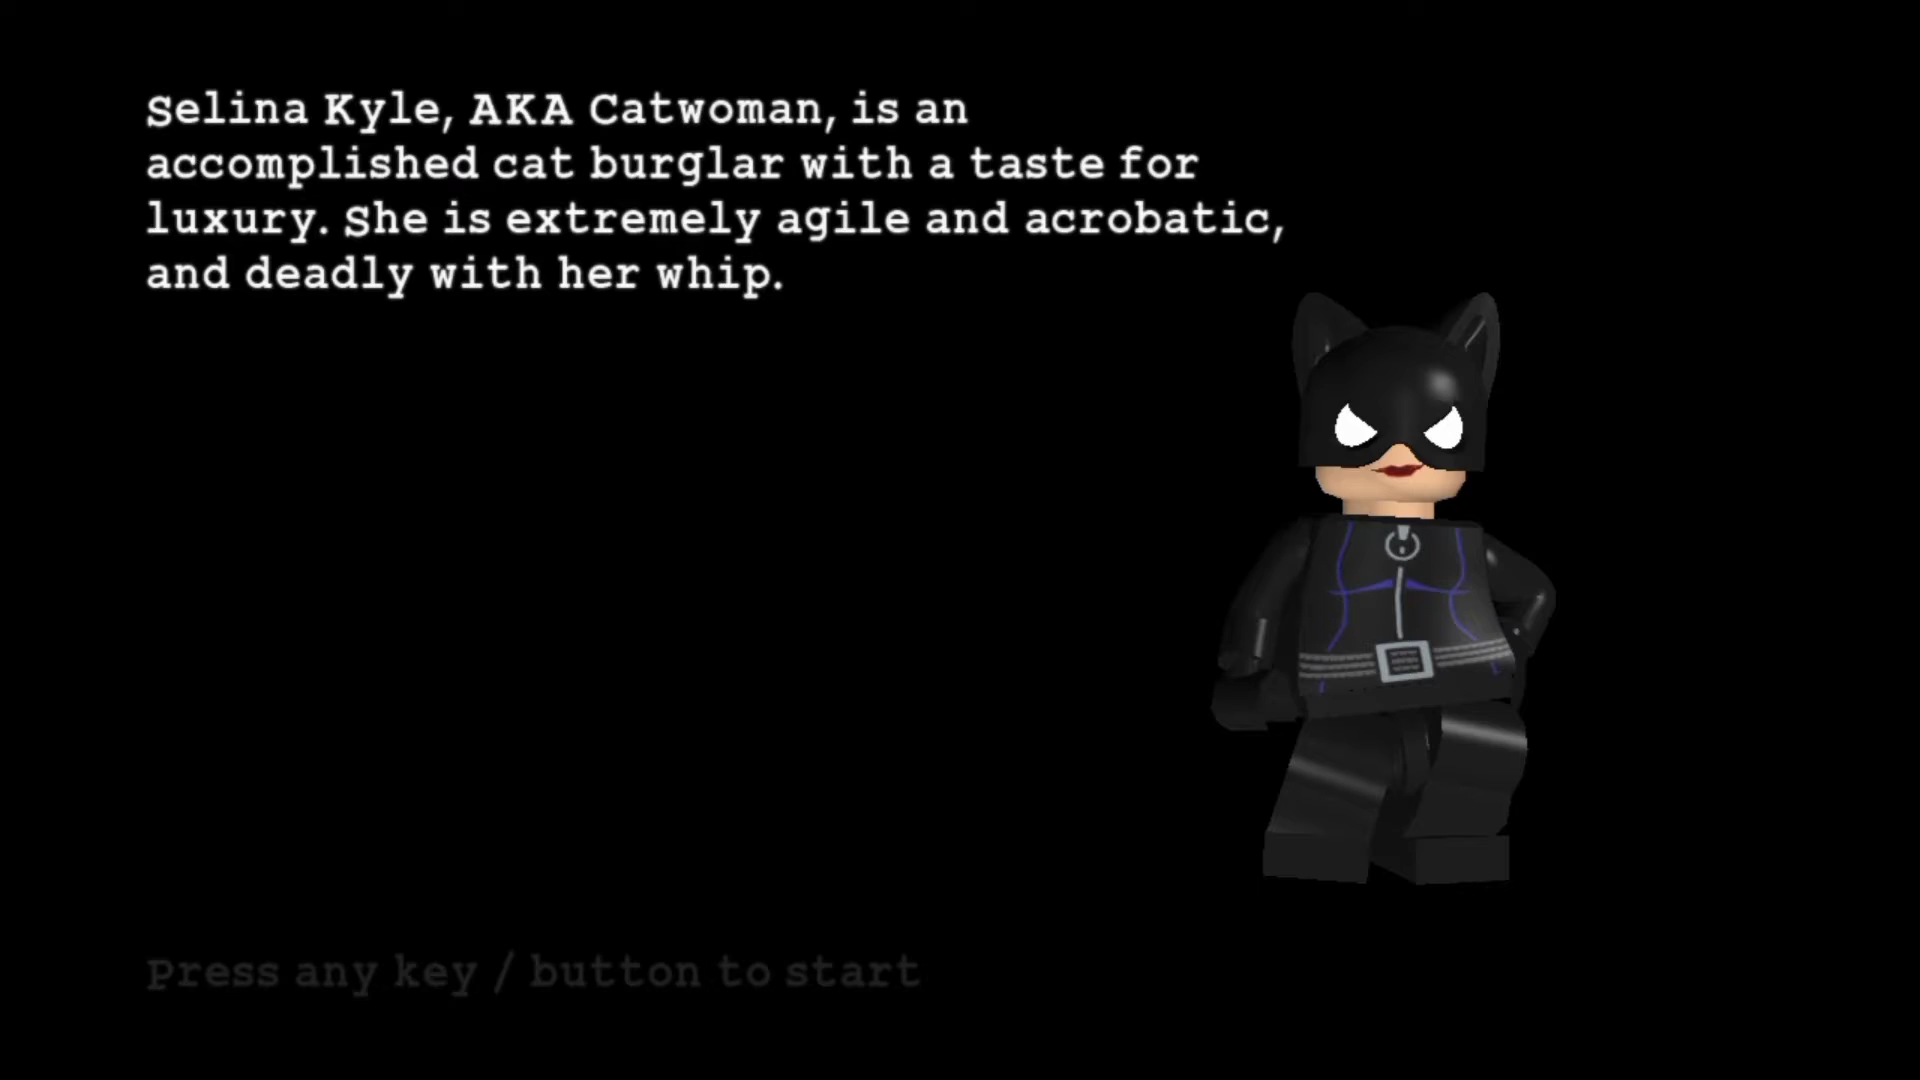 Selina Kyle, AKA Catwoman, is an
accomplished cat burglar with a taste for
luxury. She is extremely agile and acrobatic,
and deadly with her whip.
Press any key / button to start